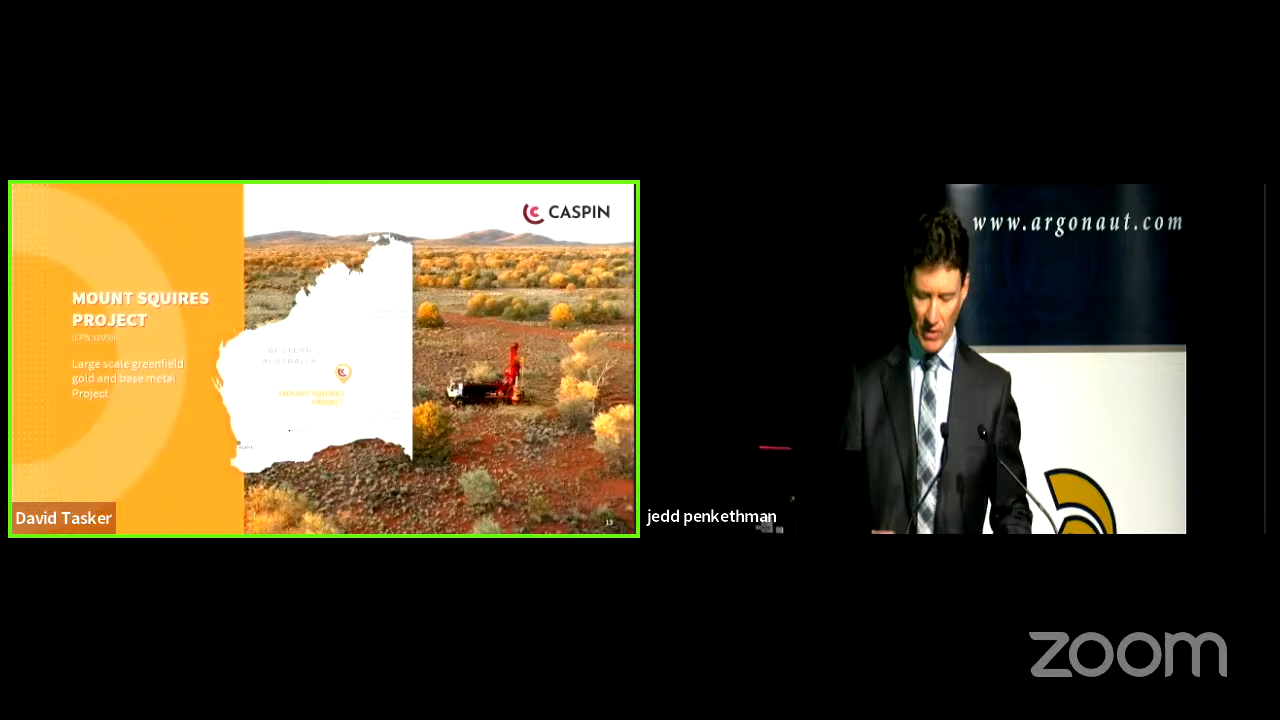 CASPIN
MOUNT SQUIRES
PROJECT
(CPN 100%)
Large scale greenfield
gold and base metal
Project
WESTERN
AUSTRALIA
MOUNT SQUIRES
PROJECT
13
David Tasker
www.argonaut.com
jedd penkethman
zoom